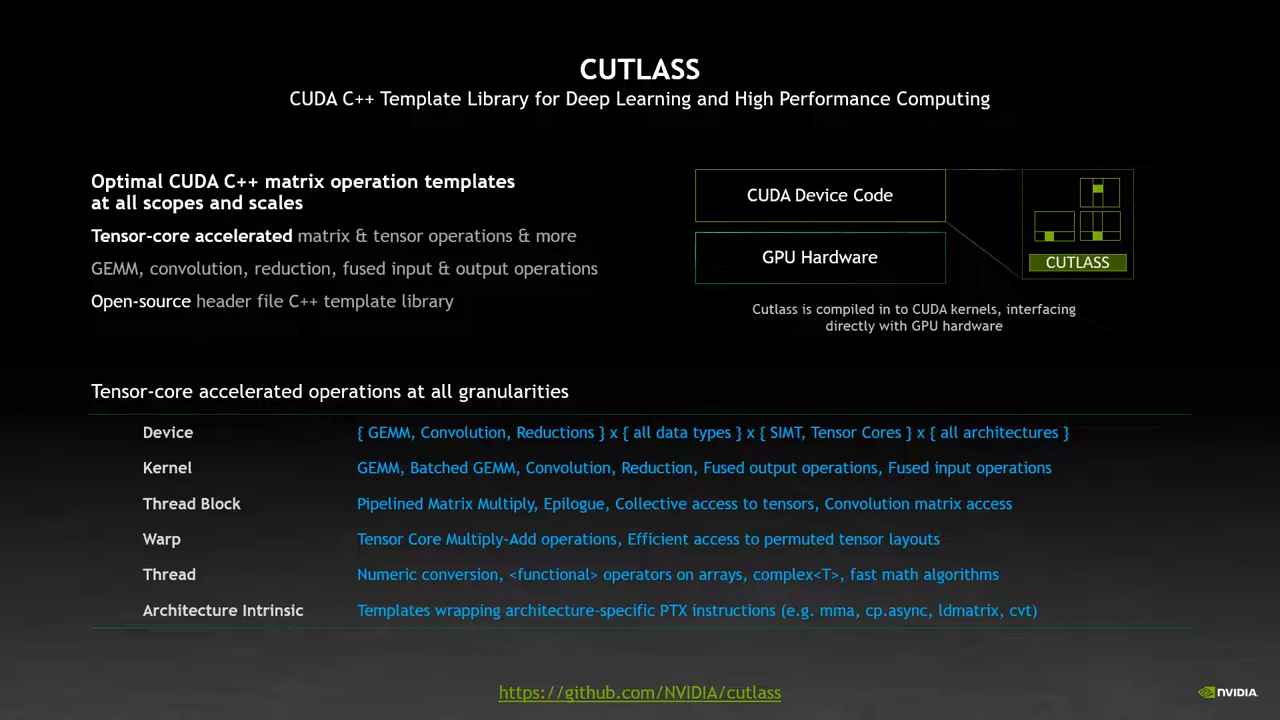 CUTLASS
CUDA C++ Template Library for Deep Learning and High Performance Computing
Optimal CUDA C++ matrix operation templates
at all scopes and scales
Tensor-core accelerated matrix & tensor operations & more
GEMM, convolution, reduction, fused input & output operations
Open-source header file C++ template library
CUDA Device Code
GPU Hardware
CUTLASS
Cutlass is compiled in to CUDA kernels, interfacing
directly with GPU hardware
Tensor-core accelerated operations at all granularities
Device { GEMM, Convolution, Reductions } x { all data types } x { SIMT, Tensor Cores } x { all architectures }
Kernel GEMM, Batched GEMM, Convolution, Reduction, Fused output operations, Fused input operations
Thread Block Pipelined Matrix Multiply, Epilogue, Collective access to tensors, Convolution matrix access
Warp Tensor Core Multiply-Add operations, Efficient access to permuted tensor layouts
Thread Numeric conversion, <functional> operators on arrays, complex<T>, fast math algorithms
Architecture Intrinsic Templates wrapping architecture-specific PTX instructions (e.g. mma, cp.async, ldmatrix, cvt)
https://github.com/NVIDIA/cutlass
NVIDIA.